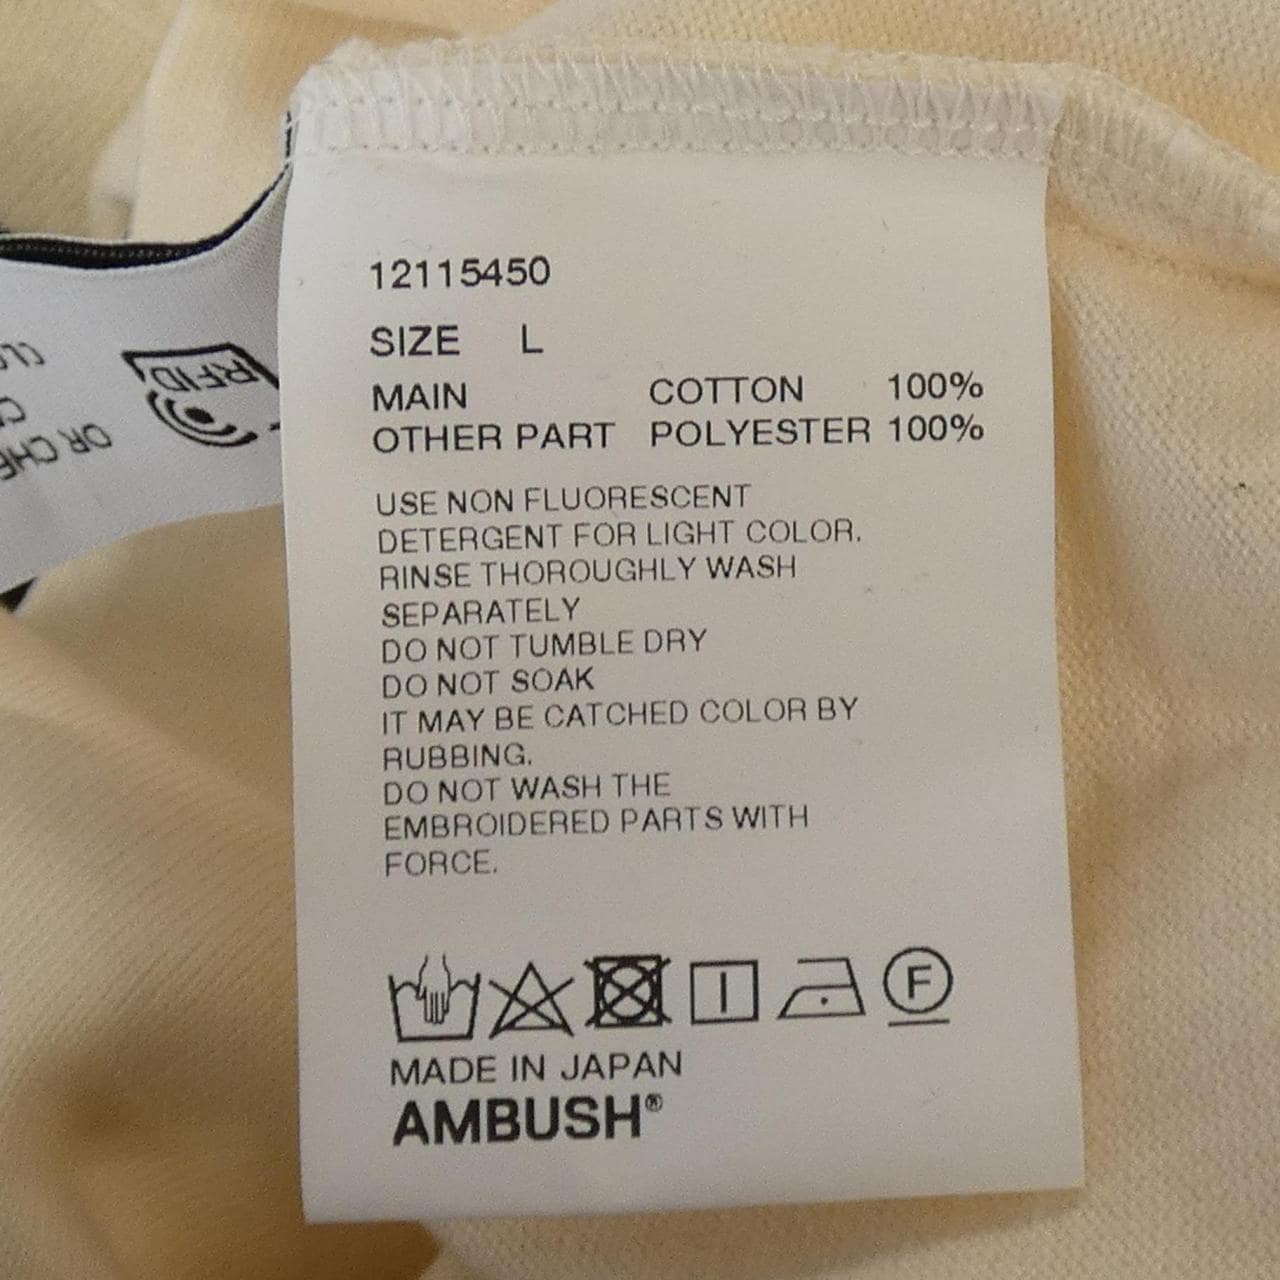 12115450
SIZE L
MAIN COTTON 100%
OTHER PART POLYESTER 100%
USE NON FLUORESCENT
DETERGENT FOR LIGHT COLOR.
RINSE THOROUGHLY WASH
SEPARATELY
DO NOT TUMBLE DRY
DO NOT SOAK
IT MAY BE CATCHED COLOR BY
RUBBING.
DO NOT WASH THE
EMBROIDERED PARTS WITH
FORCE.
F
MADE IN JAPAN
AMBUSH®
RFID
OR